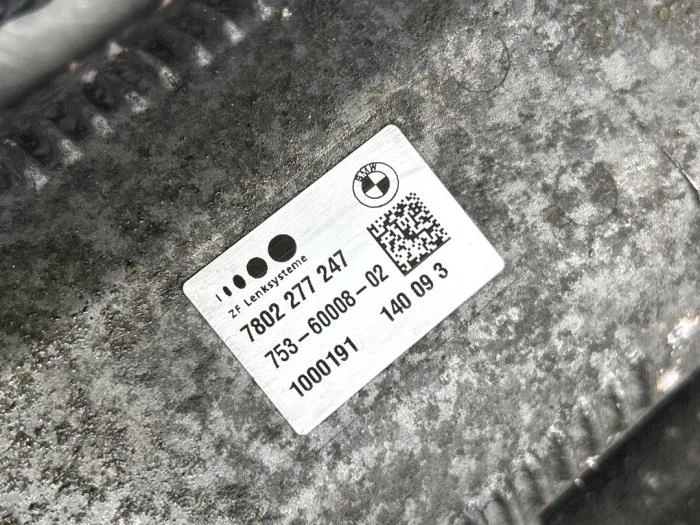 BMW
ZF Lenksysteme
7802 277 247
753-60008-02
1000191 140 09 3